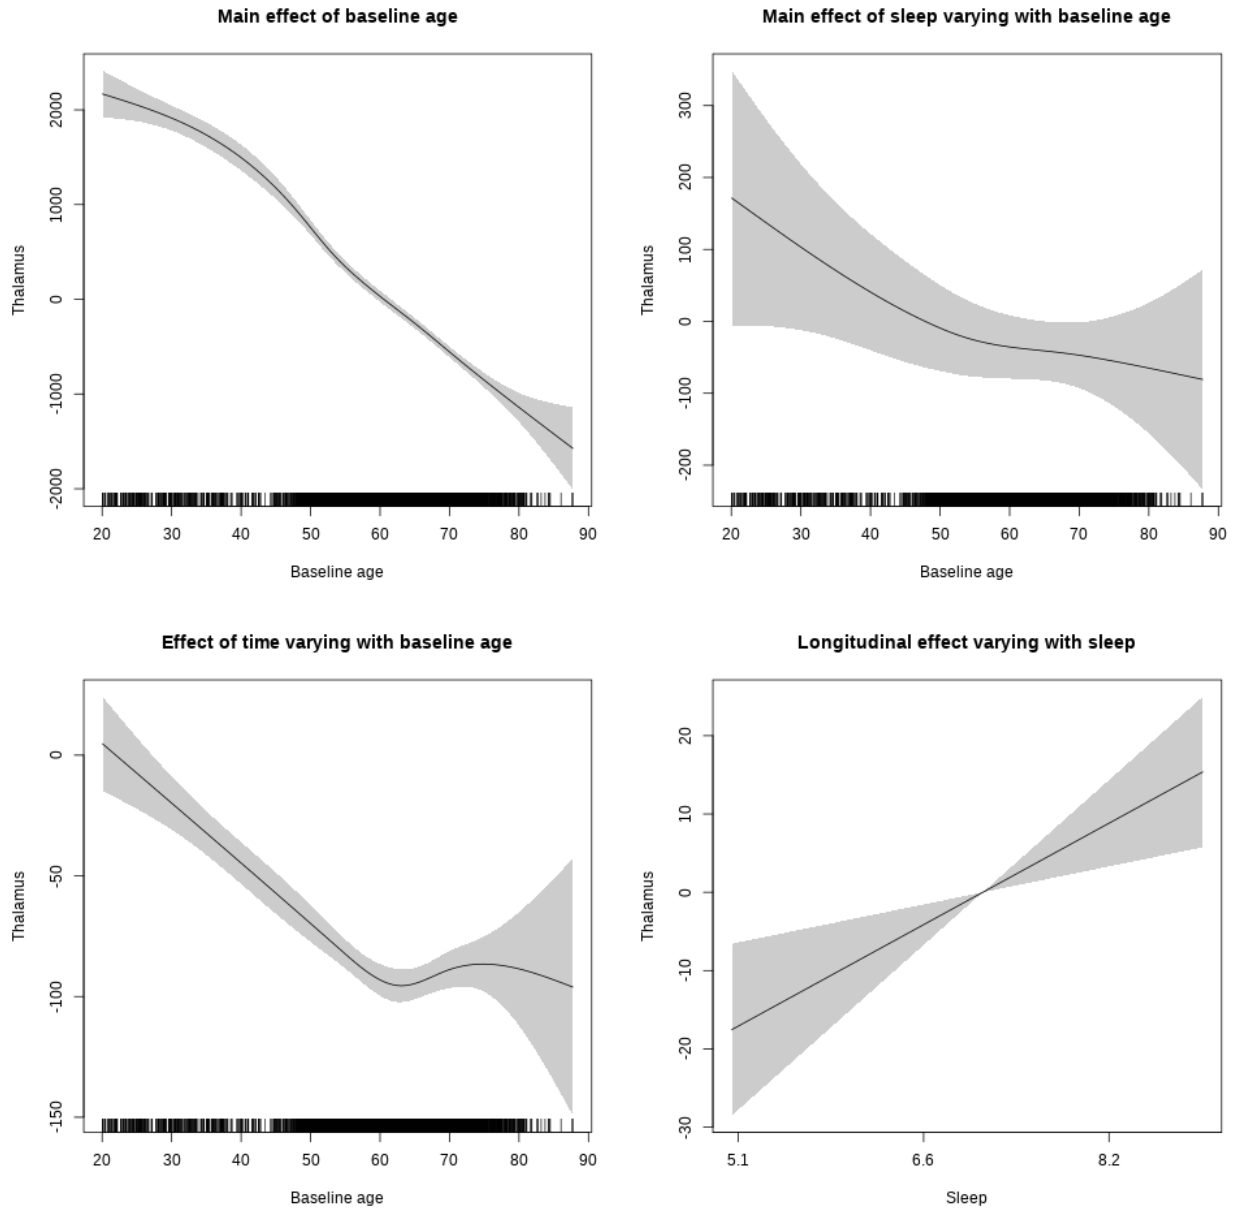 Main effect of baseline age
Thalamus
2000
1000
0
-1000
-2000
20 30 40 50 60 70 80 90
Baseline age
Main effect of sleep varying with baseline age
Thalamus
300
200
100
0
-100
-200
20 30 40 50 60 70 80 90
Baseline age
Effect of time varying with baseline age
Thalamus
0
-50
-100
-150
20 30 40 50 60 70 80 90
Baseline age
Longitudinal effect varying with sleep
Thalamus
20
10
0
-10
-20
-30
5.1 6.6 8.2
Sleep